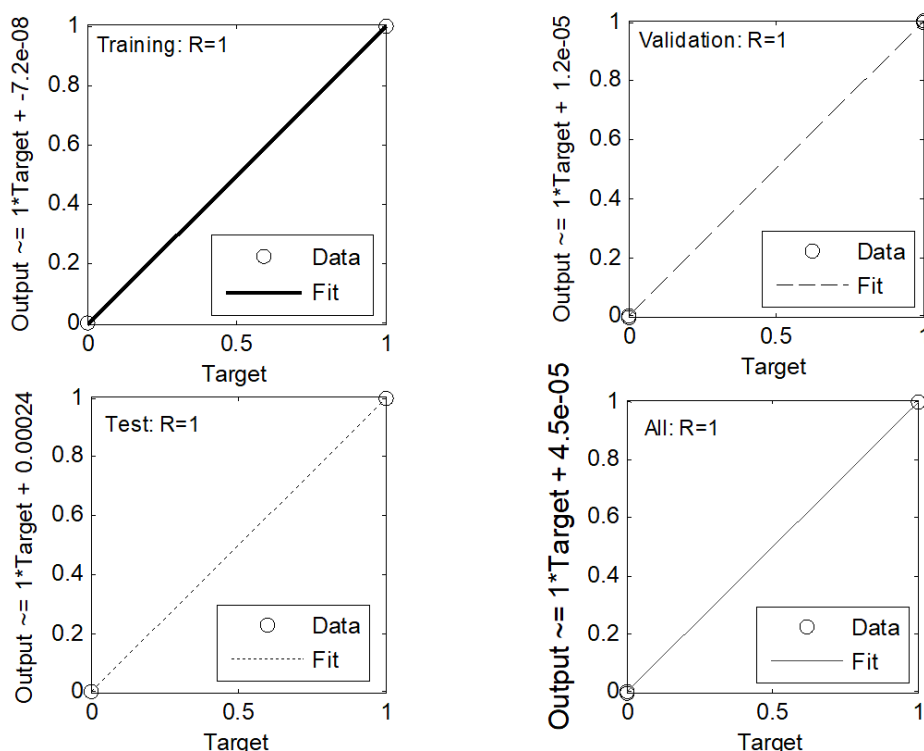 Output ~= 1*Target + -7.2e-08
1
0.8
0.6
0.4
0.2
0
Training: R=1
Data
Fit
0
0.5
1
Target
Output ~= 1*Target + 1.2e-05
1
0.8
0.6
0.4
0.2
0
Validation: R=1
Data
Fit
0
0.5
1
Target
Output ~= 1*Target + 0.00024
1
0.8
0.6
0.4
0.2
0
Test: R=1
Data
Fit
0
0.5
1
Target
Output ~= 1*Target + 4.5e-05
1
0.8
0.6
0.4
0.2
0
All: R=1
Data
Fit
0
0.5
1
Target